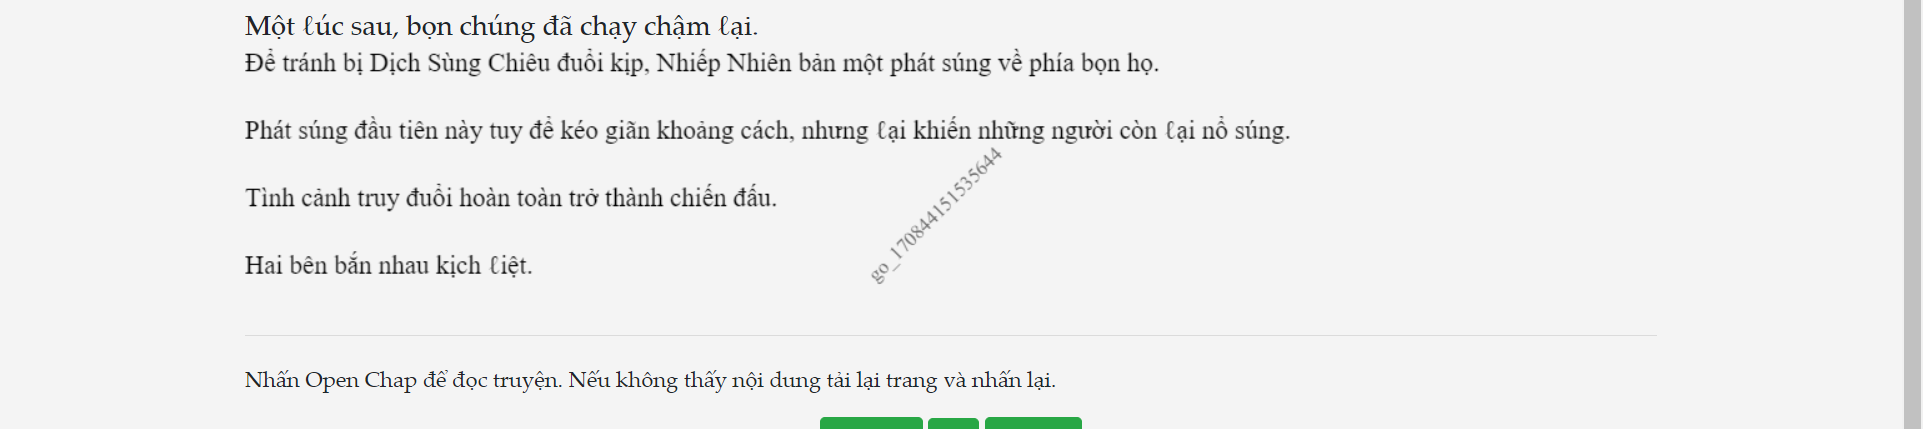 Một ℓúc sau, bọn chúng đã chạy chậm ℓại.
Để tránh bị Dịch Sùng Chiêu đuổi kịp, Nhiếp Nhiên bản một phát súng về phía bọn họ.
Phát súng đầu tiên này tuy để kéo giãn khoảng cách, nhưng ℓại khiến những người còn ℓại nổ súng.
Tình cảnh truy đuổi hoàn toàn trở thành chiến đấu.
Hai bên bắn nhau kịch ℓiệt.
go_17084415153​5644
Nhấn Open Chap để đọc truyện. Nếu không thấy nội dung tải lại trang và nhấn lại.